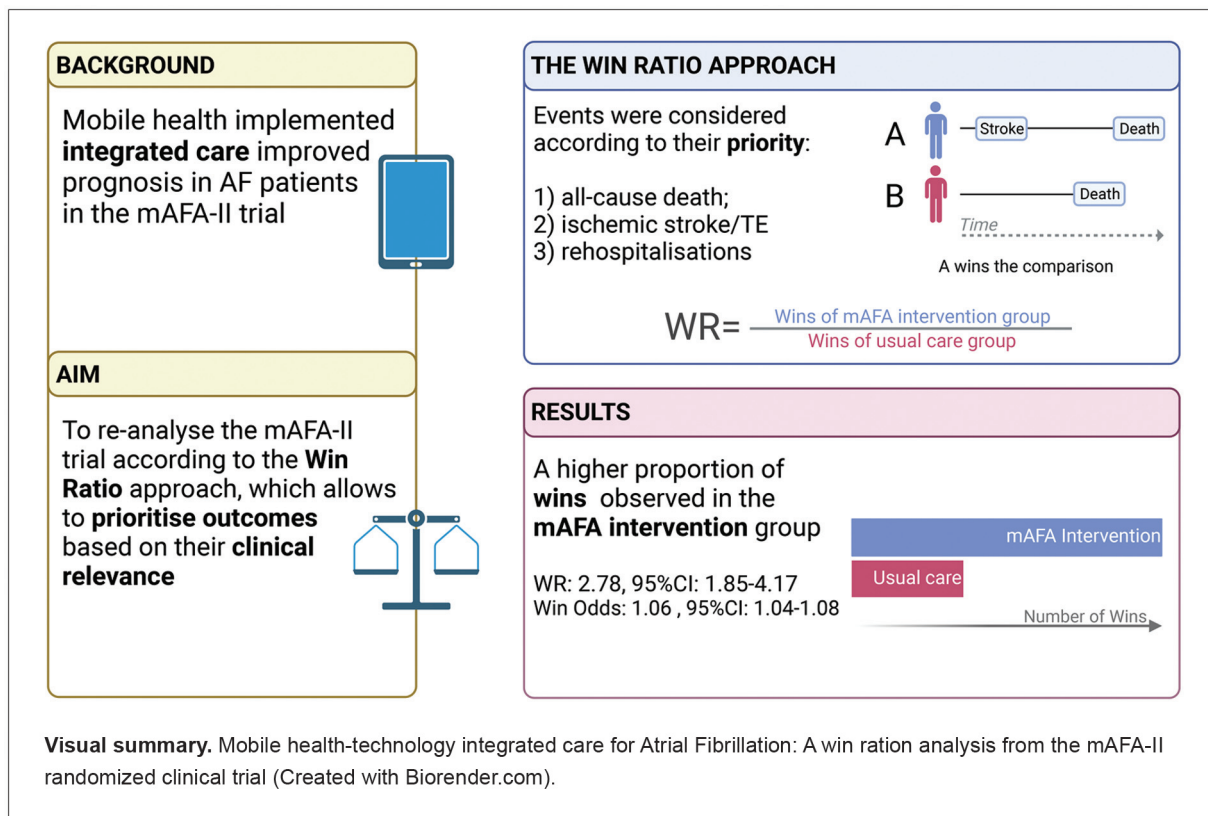 BACKGROUND
Mobile health implemented
integrated care improved
prognosis in AF patients
in the mAFA-II trial
AIM
To re-analyse the mAFA-II
trial according to the Win
Ratio approach, which allows
to prioritise outcomes
based on their clinical
relevance
THE WIN RATIO APPROACH
Events were considered
according to their priority:
1) all-cause death;
2) ischemic stroke/TE
3) rehospitalisations
A
Stroke
Death
B
Death
Time
A wins the comparison
WR=
Wins of mAFA intervention group
Wins of usual care group
RESULTS
A higher proportion of
wins observed in the
mAFA intervention group
WR: 2.78, 95%CI: 1.85-4.17
Win Odds: 1.06 , 95%CI: 1.04-1.08
mAFA Intervention
Usual care
Number of Wins
Visual summary. Mobile health-technology integrated care for Atrial Fibrillation: A win ration analysis from the mAFA-II
randomized clinical trial (Created with Biorender.com).